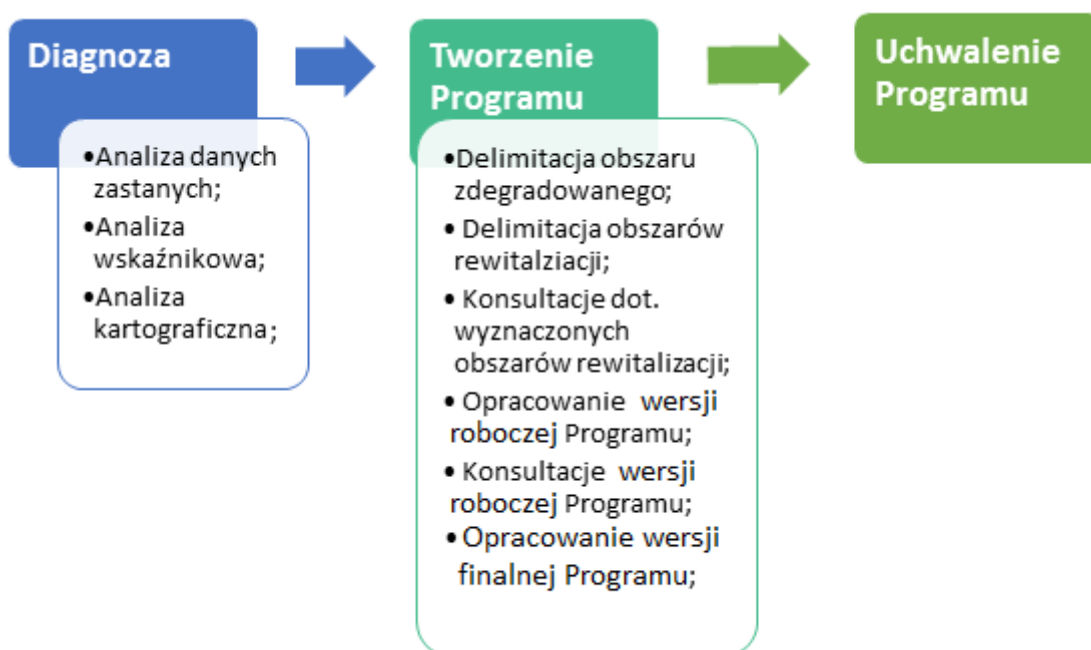 Diagnoza
•Analiza danych
zastanych;
•Analiza
wskaźnikowa;
•Analiza
kartograficzna;
Tworzenie
Programu
•Delimitacja obszaru
zdegradowanego;
• Delimitacja obszarów
rewitalziacji;
• Konsultacje dot.
wyznaczonych
obszarów rewitalizacji;
• Opracowanie wersji
roboczej Programu;
• Konsultacje wersji
roboczej Programu;
• Opracowanie wersji
finalnej Programu;
Uchwalenie
Programu